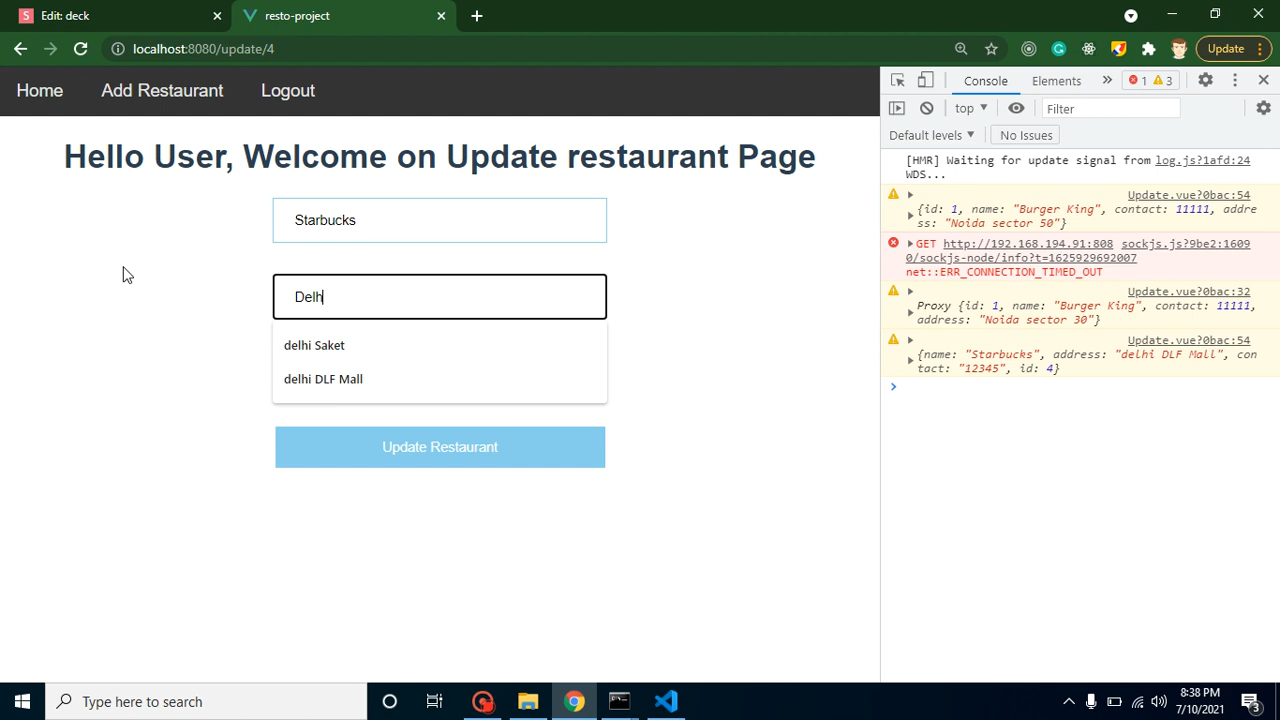 Edit: deck
resto-project
localhost:8080/update/4
Update
Home
Add Restaurant
Logout
Hello User, Welcome on Update restaurant Page
Starbucks
Delh
delhi Saket
delhi DLF Mall
Update Restaurant
Console
Elements
1
3
top
Filter
Default levels
No Issues
[HMR] Waiting for update signal from log.js?1afd:24
WDS...
Update.vue?0bac:54
{id: 1, name: "Burger King", contact: 11111, addre
ss: "Noida sector 50"}
GET http://192.168.194.91:808 sockjs.js?9be2:1609
0/sockjs-node/info?t=1625929692007
net::ERR_CONNECTION_TIMED_OUT
Update.vue?0bac:32
Proxy {id: 1, name: "Burger King", contact: 11111,
address: "Noida sector 30"}
Update.vue?0bac:54
{name: "Starbucks", address: "delhi DLF Mall", con
tact: "12345", id: 4}
Type here to search
8:38 PM
7/10/2021
3